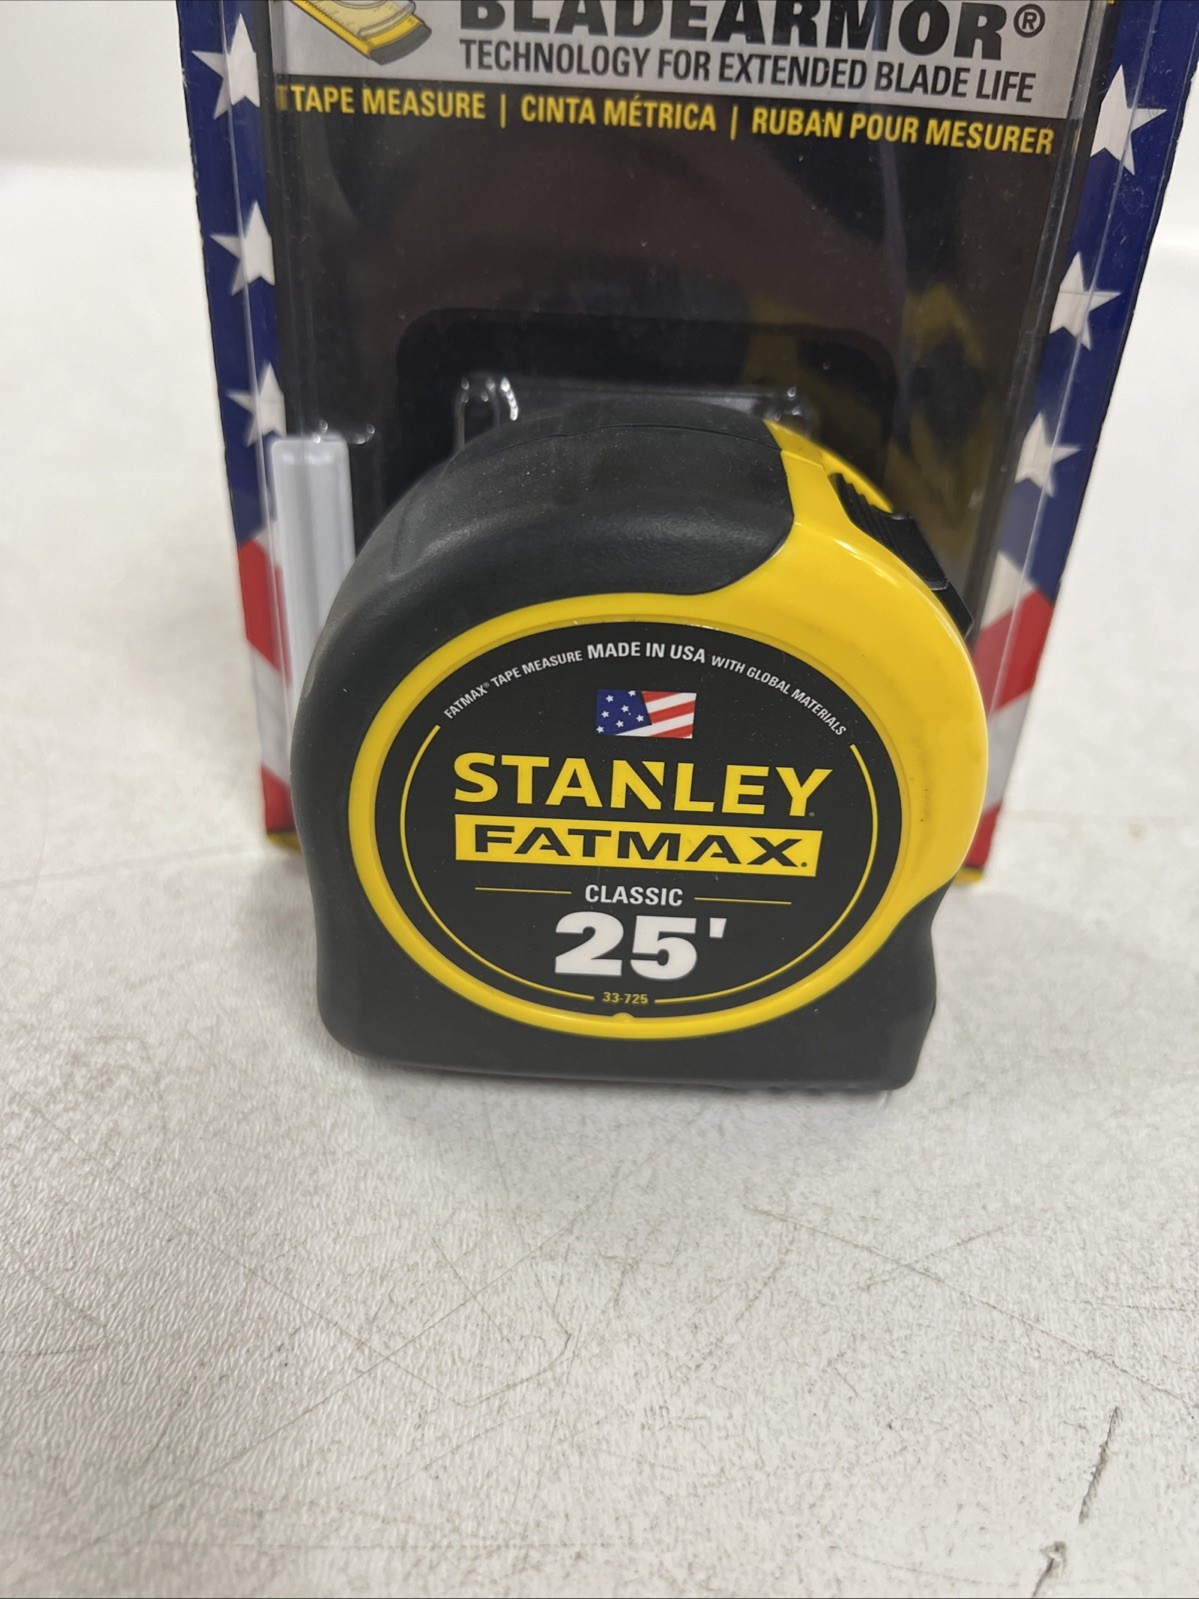 BLADEARMOR®
TECHNOLOGY FOR EXTENDED BLADE LIFE
TAPE MEASURE | CINTA MÉTRICA | RUBAN POUR MESURER
FATMAX® TAPE MEASURE MADE IN USA WITH GLOBAL MATERIALS
STANLEY
FATMAX.
CLASSIC
25'
33-725